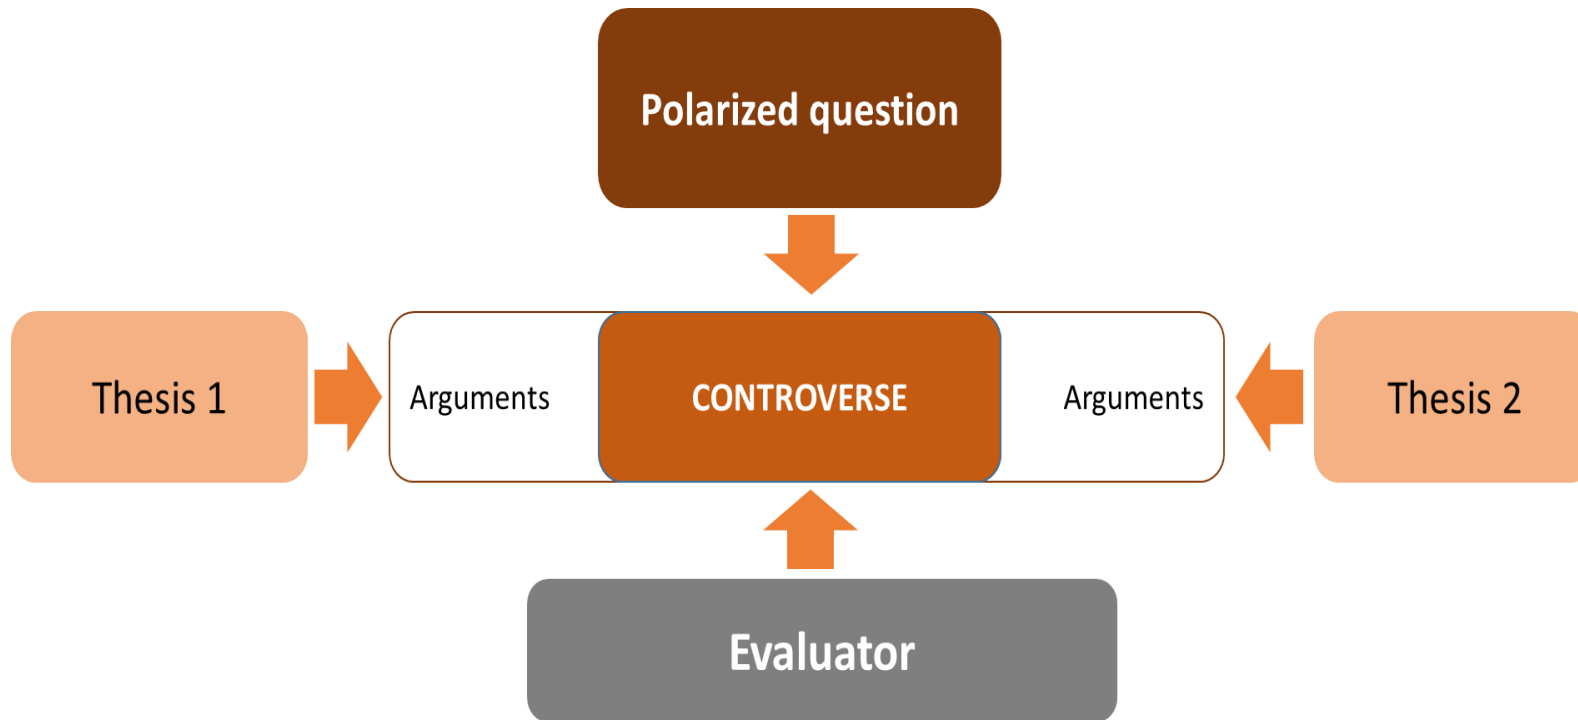 Polarized question
Thesis 1
Arguments
CONTROVERSE
Arguments
Thesis 2
Evaluator